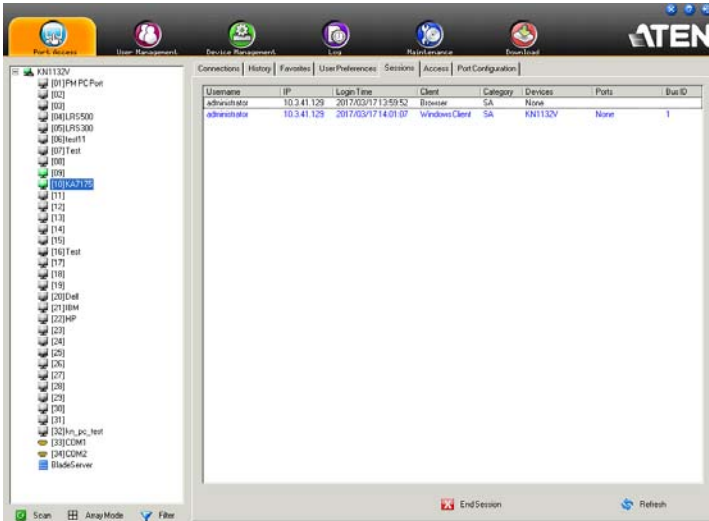 ATEN
Port Access User Management Device Management Log Maintenance Download
Connections History Favorites User Preferences Sessions Access Port Configuration
KN1132V
[01]PM PC Port
[02]
[03]
[04]LRS500
[05]LRS300
[06]test11
[07]Test
[08]
[09]
[10]KA7175
[11]
[12]
[13]
[14]
[15]
[16]Test
[17]
[18]
[19]
[20]Dell
[21]IBM
[22]HP
[23]
[24]
[25]
[26]
[27]
[28]
[29]
[30]
[31]
[32]kn_pc_test
[33]COM1
[34]COM2
BladeServer
Username IP Login Time Client Category Devices Ports Bus ID
administrator 10.3.41.129 2017/03/17 13:59:52 Browser SA None
administrator 10.3.41.129 2017/03/17 14:01:07 Windows Client SA KN1132V None 1
End Session Refresh
Scan Array Mode Filter